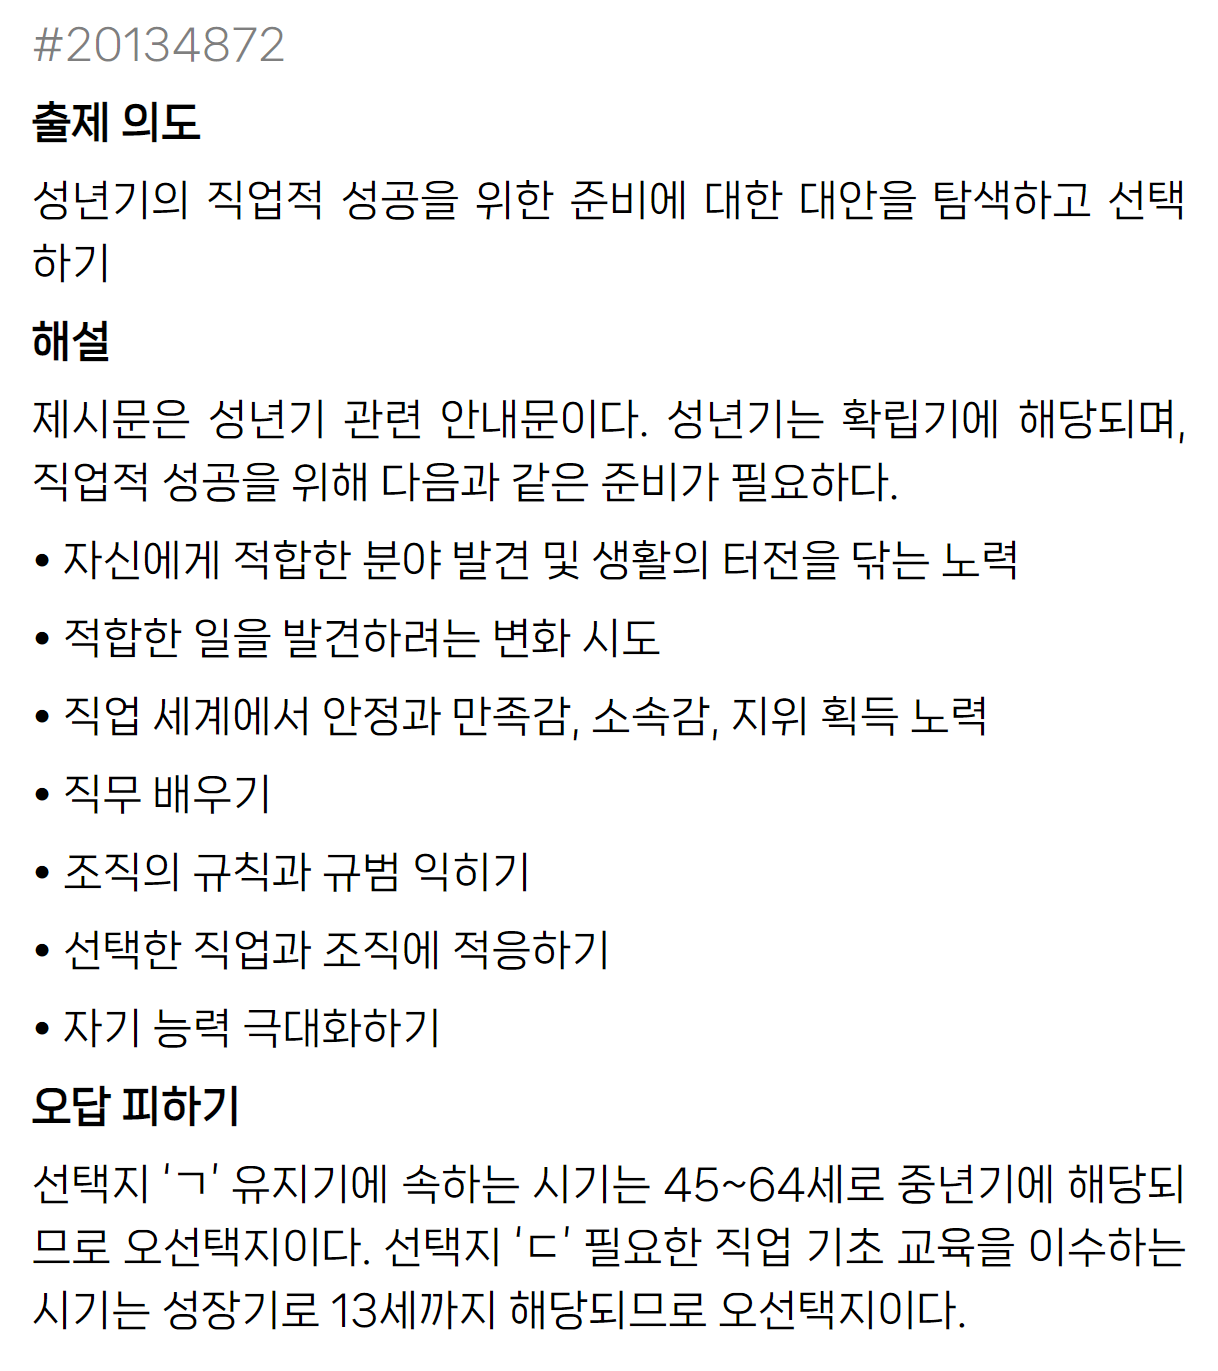 #20134872
출제 의도
성년기의 직업적 성공을 위한 준비에 대한 대안을 탐색하고 선택
하기
해설
제시문은 성년기 관련 안내문이다. 성년기는 확립기에 해당되며,
직업적 성공을 위해 다음과 같은 준비가 필요하다.
• 자신에게 적합한 분야 발견 및 생활의 터전을 닦는 노력
• 적합한 일을 발견하려는 변화 시도
• 직업 세계에서 안정과 만족감, 소속감, 지위 획득 노력
• 직무 배우기
• 조직의 규칙과 규범 익히기
• 선택한 직업과 조직에 적응하기
• 자기 능력 극대화하기
오답 피하기
선택지 ‘ㄱ’ 유지기에 속하는 시기는 45~64세로 중년기에 해당되
므로 오선택지이다. 선택지 ‘ㄷ’ 필요한 직업 기초 교육을 이수하는
시기는 성장기로 13세까지 해당되므로 오선택지이다.